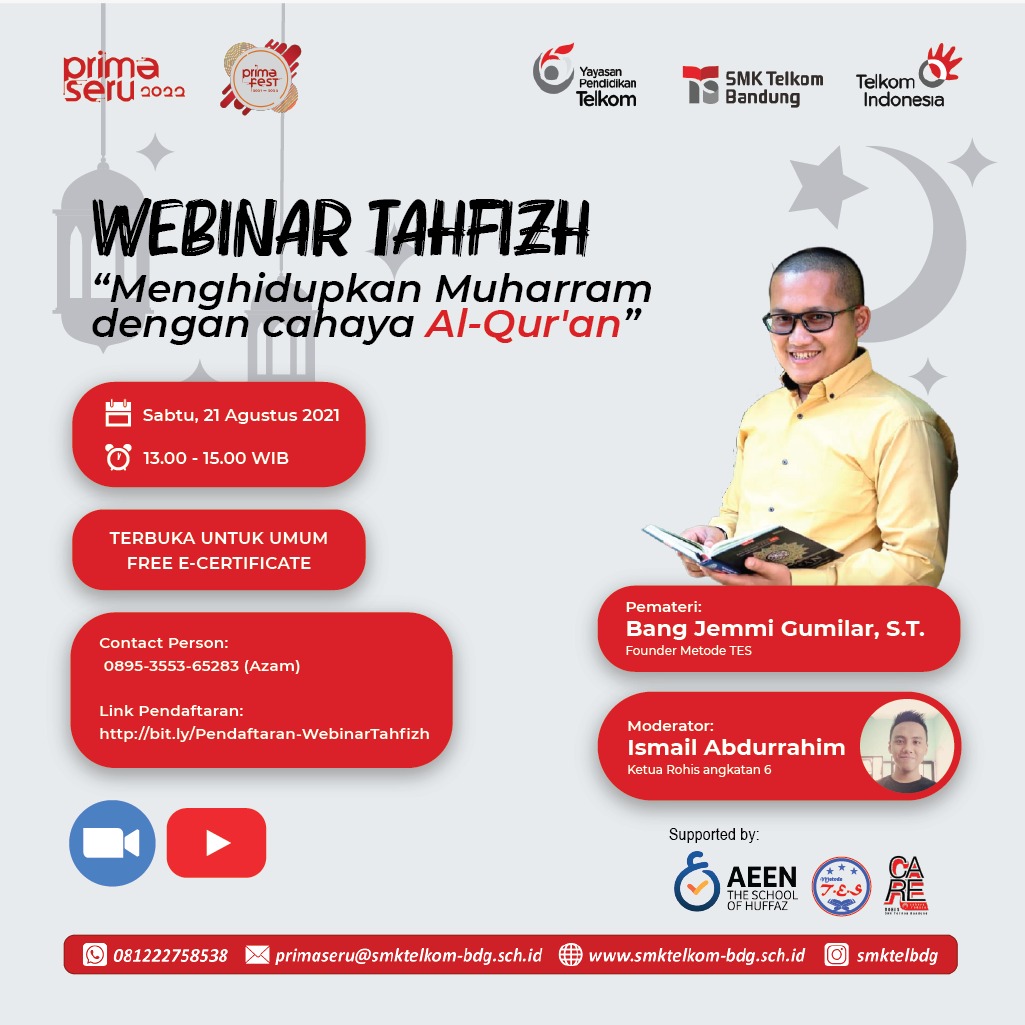 prima
seru 2022
prima
FEST
Yayasan
Pendidikan
Telkom
SMK Telkom
Bandung
Telkom
Indonesia
WEBINAR TAHFIZH
“Menghidupkan Muharram
dengan cahaya Al-Qur'an”
Sabtu, 21 Agustus 2021
13.00 - 15.00 WIB
TERBUKA UNTUK UMUM
FREE E-CERTIFICATE
Contact Person:
0895-3553-65283 (Azam)
Link Pendaftaran:
http://bit.ly/Pendaftaran-WebinarTahfizh
Pemateri:
Bang Jemmi Gumilar, S.T.
Founder Metode TES
Moderator:
Ismail Abdurrahim
Ketua Rohis angkatan 6
Supported by:
AEEN
THE SCHOOL
OF HUFFAZ
Metode
T.E.S
CA
RE
081222758538 primaseru@smktelkom-bdg.sch.id www.smktelkom-bdg.sch.id smktelbdg